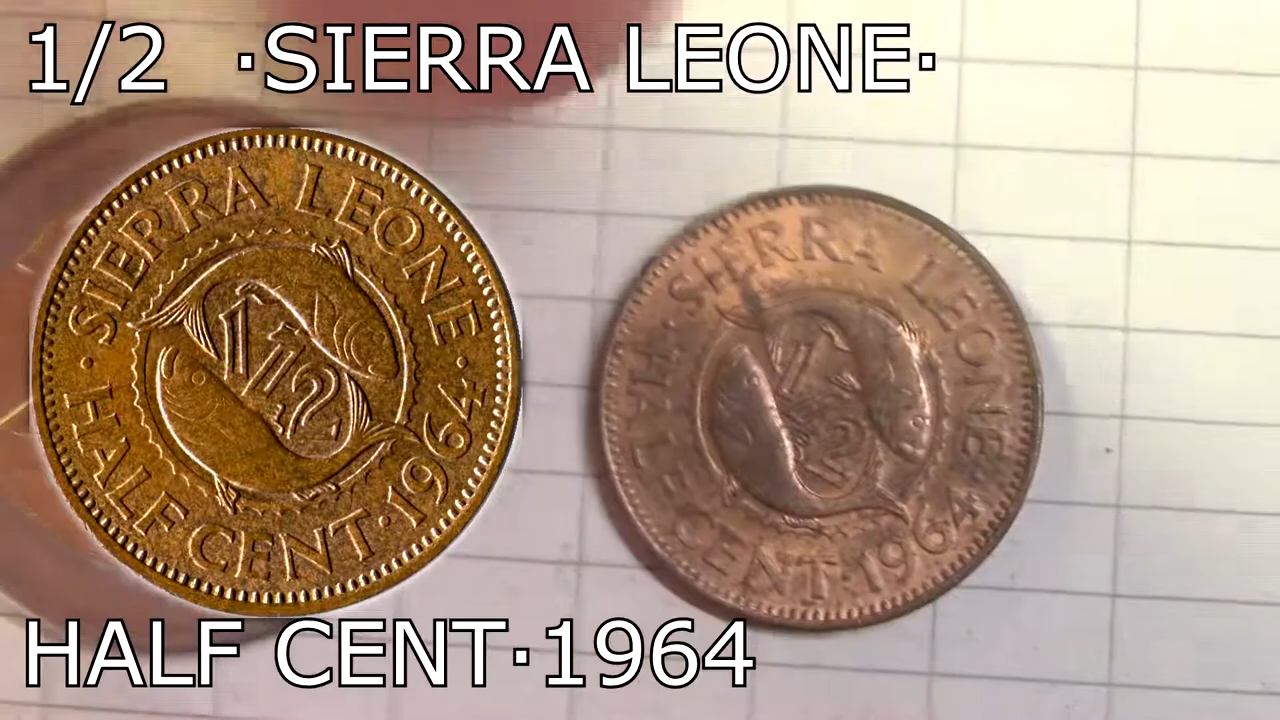 1/2 ·SIERRA LEONE·
· SIERRA LEONE ·
1/2
HALF CENT · 1964
SIERRA LEONE
1/2
HALF CENT · 1964
HALF CENT·1964